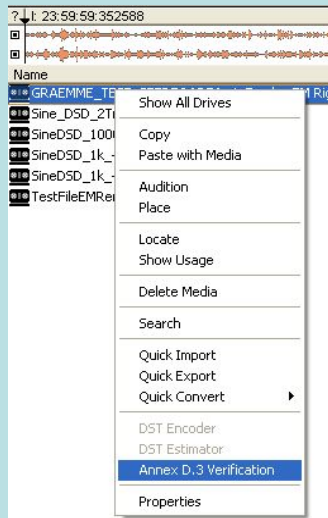 ? I: 23:59:59:352588
Name
GRAEMME_TE
Sine_DSD_2T
SineDSD_100
SineDSD_1k_-
SineDSD_1k_-
TestFileEMRe
Show All Drives
Copy
Paste with Media
Audition
Place
Locate
Show Usage
Delete Media
Search
Quick Import
Quick Export
Quick Convert
DST Encoder
DST Estimator
Annex D.3 Verification
Properties